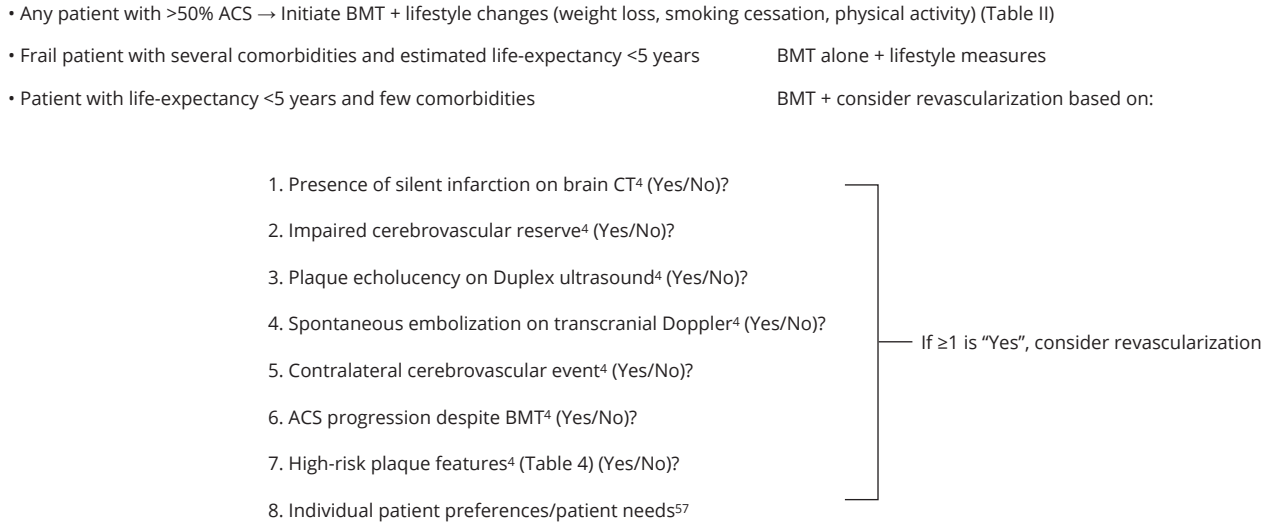 • Any patient with >50% ACS → Initiate BMT + lifestyle changes (weight loss, smoking cessation, physical activity) (Table II)
• Frail patient with several comorbidities and estimated life-expectancy <5 years BMT alone + lifestyle measures
• Patient with life-expectancy <5 years and few comorbidities BMT + consider revascularization based on:
1. Presence of silent infarction on brain CT⁴ (Yes/No)?
2. Impaired cerebrovascular reserve⁴ (Yes/No)?
3. Plaque echolucency on Duplex ultrasound⁴ (Yes/No)?
4. Spontaneous embolization on transcranial Doppler⁴ (Yes/No)?
5. Contralateral cerebrovascular event⁴ (Yes/No)?
6. ACS progression despite BMT⁴ (Yes/No)?
7. High-risk plaque features⁴ (Table 4) (Yes/No)?
8. Individual patient preferences/patient needs⁵⁷
If ≥1 is “Yes”, consider revascularization